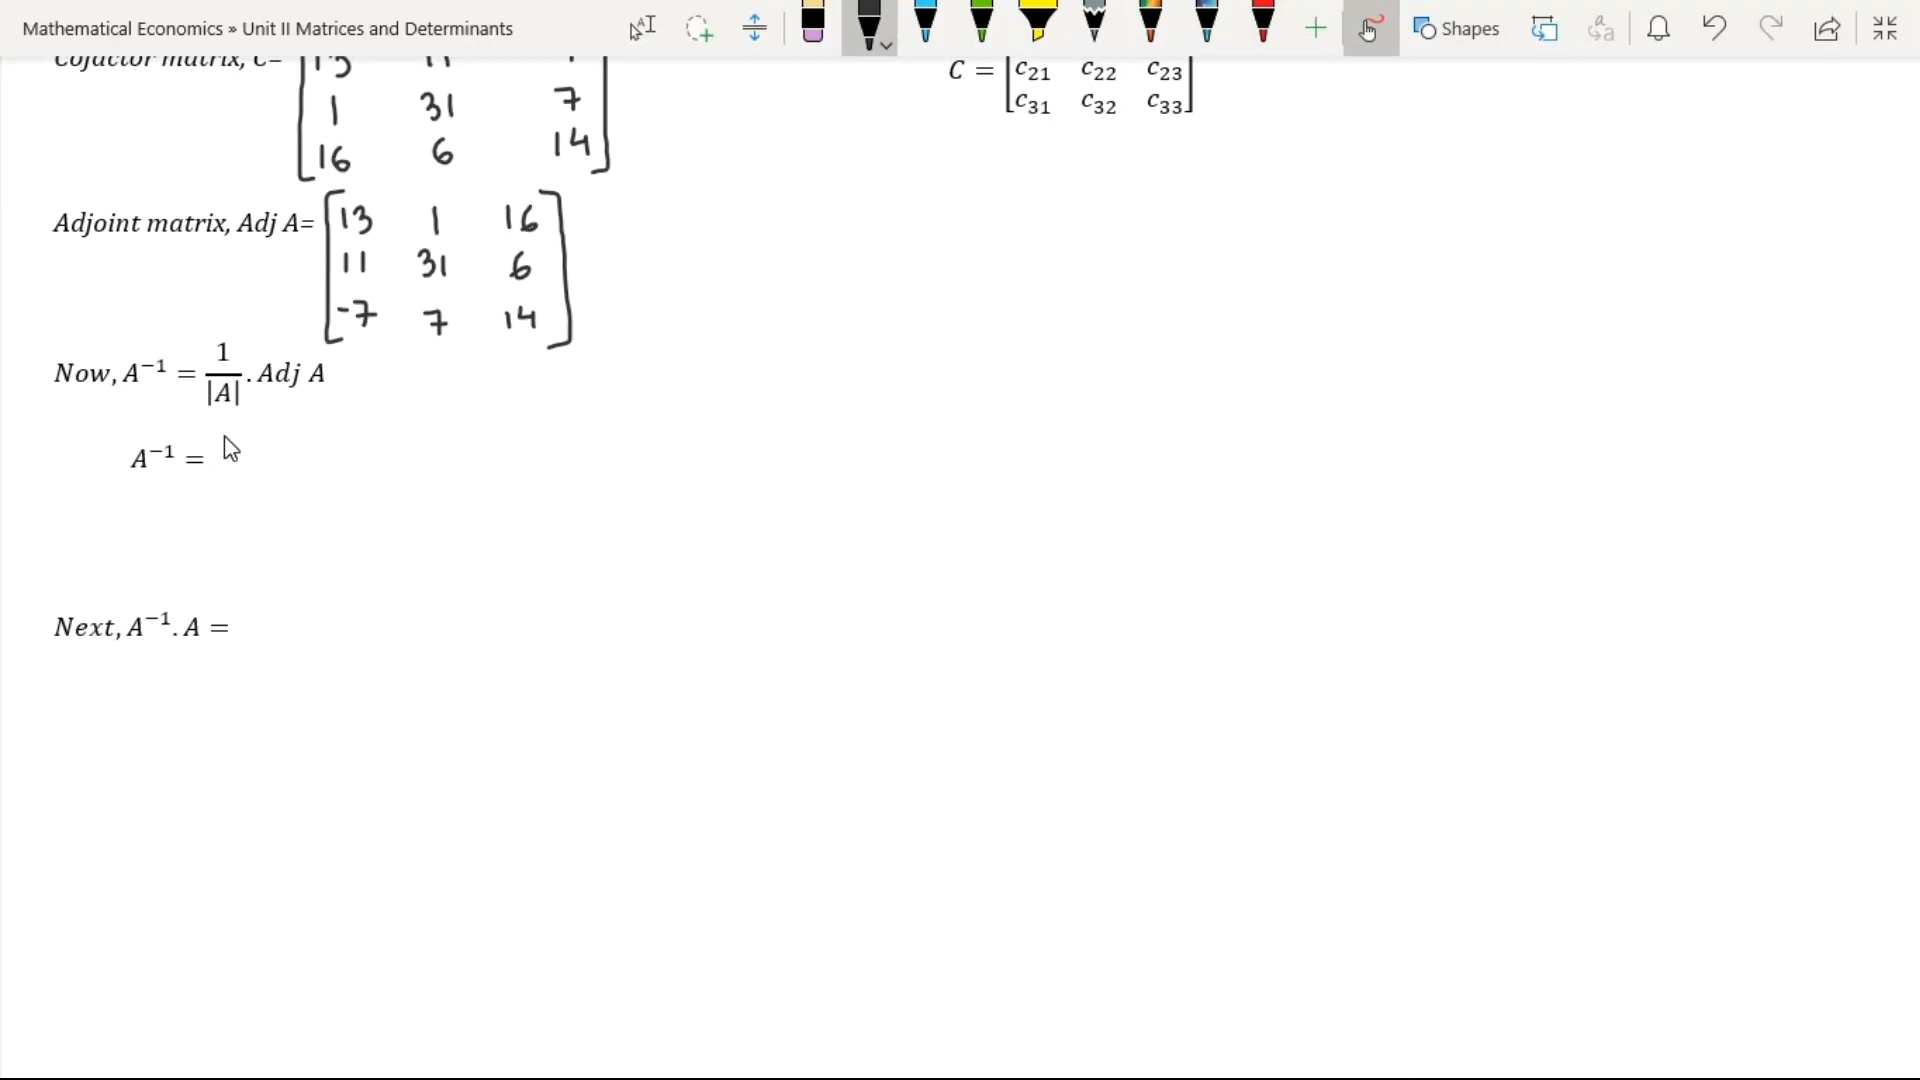 Mathematical Economics » Unit II Matrices and Determinants
Shapes
Cofactor matrix, C=
1 31 7
16 6 14
C = c₂₁ c₂₂ c₂₃
c₃₁ c₃₂ c₃₃
Adjoint matrix, Adj A=
13 1 16
11 31 6
-7 7 14
Now, A⁻¹ = 1/|A| . Adj A
A⁻¹ =
Next, A⁻¹. A =